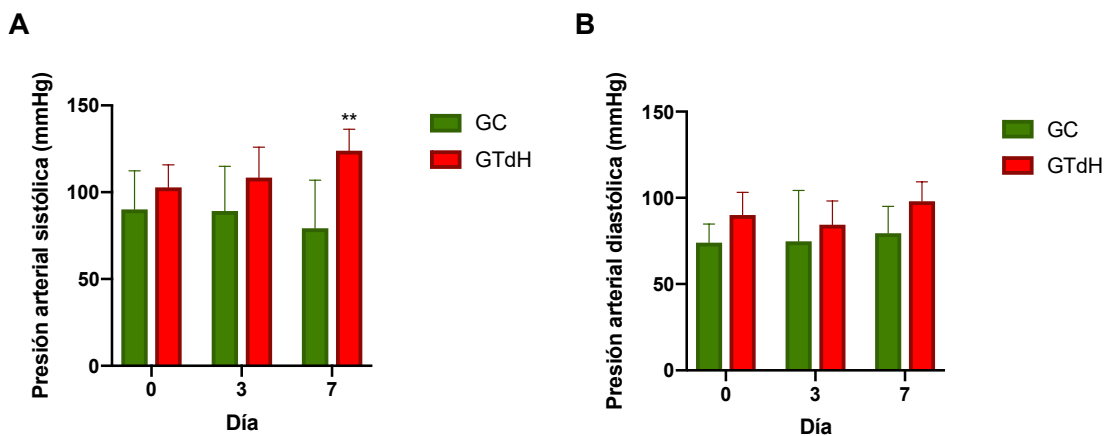 A
Presión arterial sistólica (mmHg)
150
100
50
0
**
0 3 7
Día
GC
GTdH
B
Presión arterial diastólica (mmHg)
150
100
50
0
0 3 7
Día
GC
GTdH